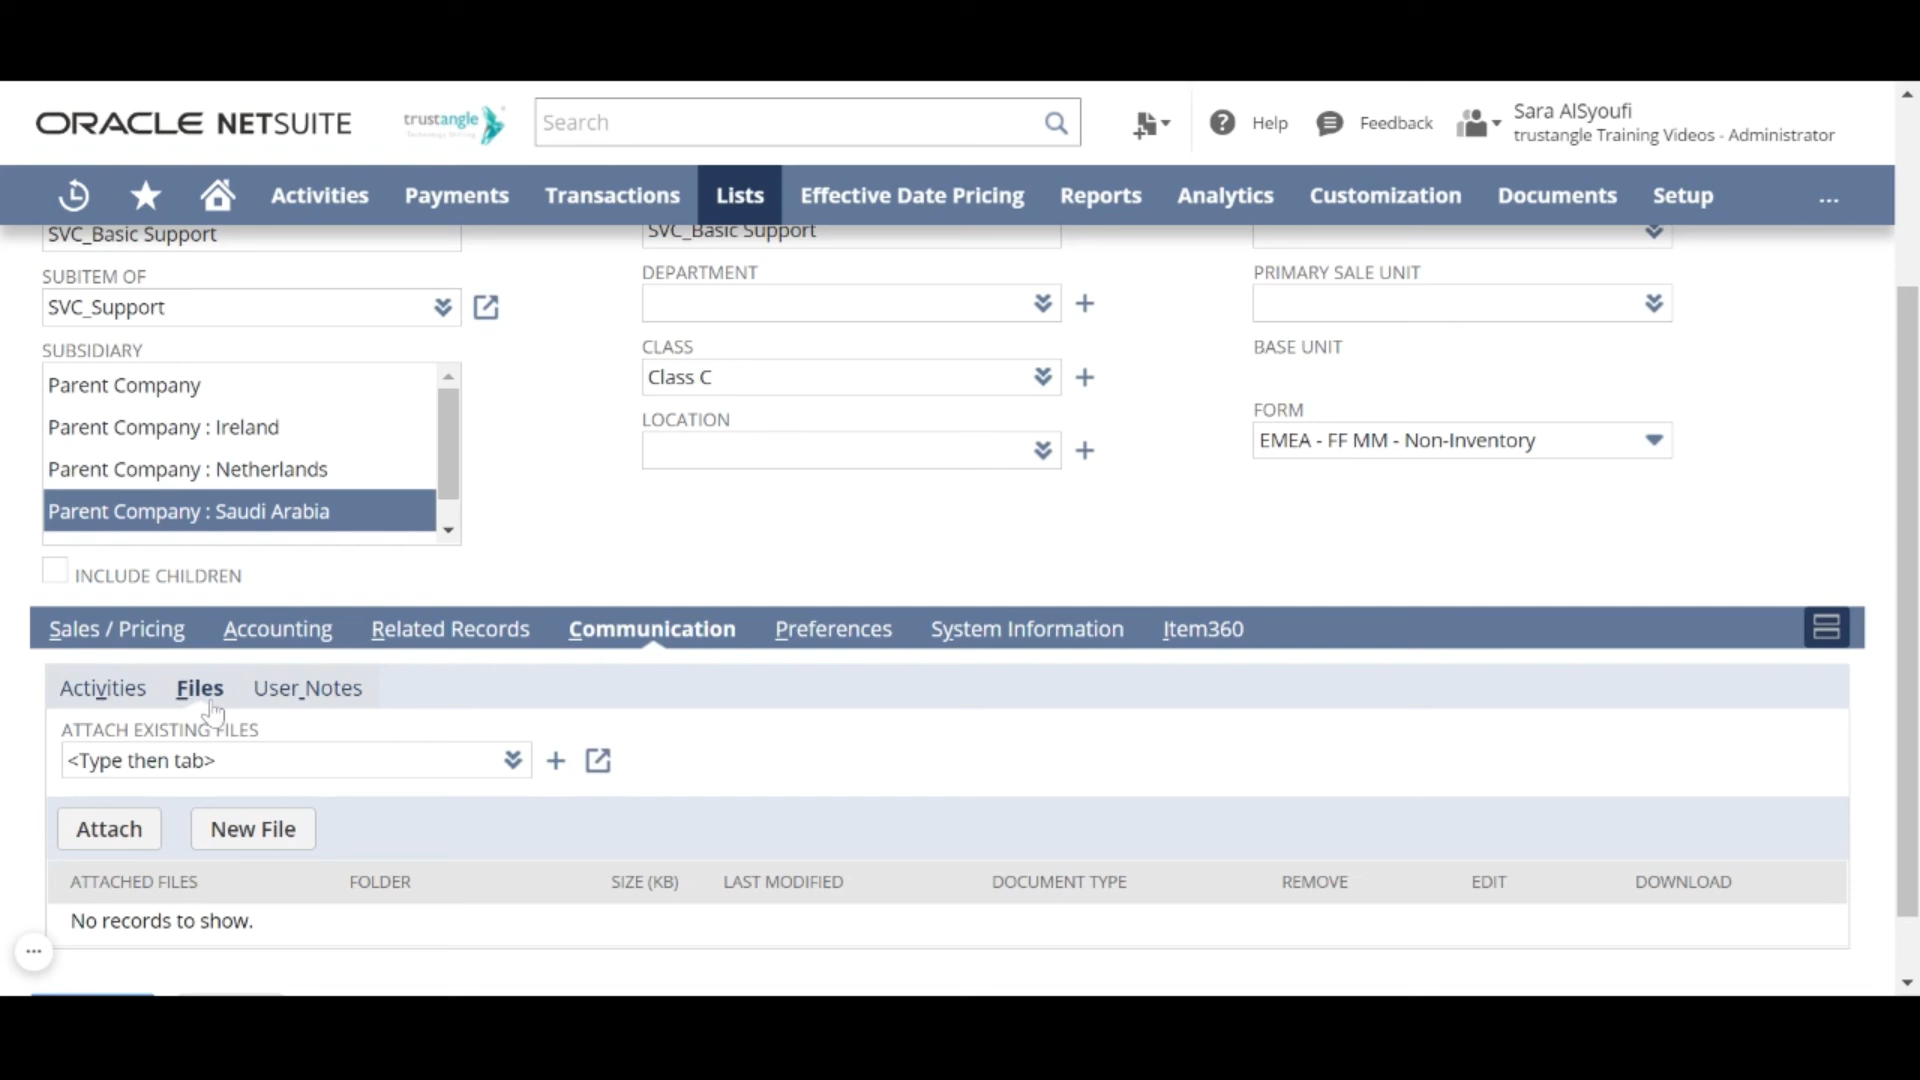 ORACLE NETSUITE
trustangle
Search
Help
Feedback
Sara AlSyoufi
trustangle Training Videos - Administrator
Activities
Payments
Transactions
Lists
Effective Date Pricing
Reports
Analytics
Customization
Documents
Setup
...
SVC_Basic Support
SVC_Basic Support
SUBITEM OF
SVC_Support
DEPARTMENT
PRIMARY SALE UNIT
SUBSIDIARY
Parent Company
Parent Company : Ireland
Parent Company : Netherlands
Parent Company : Saudi Arabia
CLASS
Class C
BASE UNIT
LOCATION
FORM
EMEA - FF MM - Non-Inventory
INCLUDE CHILDREN
Sales / Pricing
Accounting
Related Records
Communication
Preferences
System Information
Item360
Activities
Files
User Notes
ATTACH EXISTING FILES
<Type then tab>
Attach
New File
ATTACHED FILES
FOLDER
SIZE (KB)
LAST MODIFIED
DOCUMENT TYPE
REMOVE
EDIT
DOWNLOAD
No records to show.